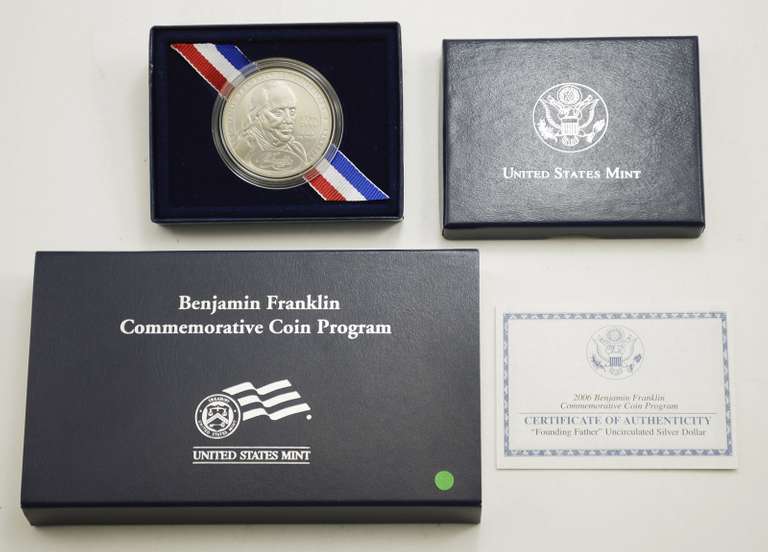 UNITED STATES MINT
Benjamin Franklin
Commemorative Coin Program
UNITED STATES MINT
2006 Benjamin Franklin
Commemorative Coin Program
CERTIFICATE OF AUTHENTICITY
"Founding Father" Uncirculated Silver Dollar